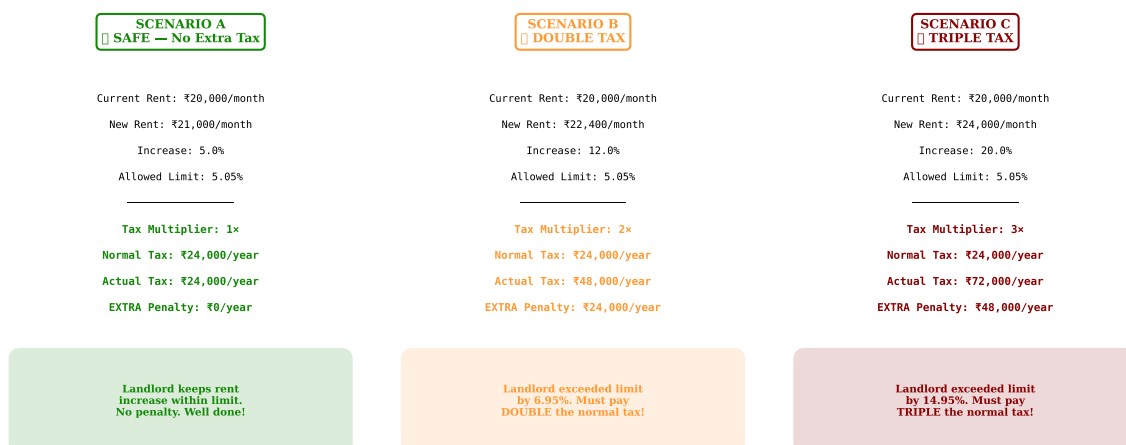 SCENARIO A
SAFE — No Extra Tax
Current Rent: ₹20,000/month
New Rent: ₹21,000/month
Increase: 5.0%
Allowed Limit: 5.05%
Tax Multiplier: 1×
Normal Tax: ₹24,000/year
Actual Tax: ₹24,000/year
EXTRA Penalty: ₹0/year
Landlord keeps rent
increase within limit.
No penalty. Well done!
SCENARIO B
DOUBLE TAX
Current Rent: ₹20,000/month
New Rent: ₹22,400/month
Increase: 12.0%
Allowed Limit: 5.05%
Tax Multiplier: 2×
Normal Tax: ₹24,000/year
Actual Tax: ₹48,000/year
EXTRA Penalty: ₹24,000/year
Landlord exceeded limit
by 6.95%. Must pay
DOUBLE the normal tax!
SCENARIO C
TRIPLE TAX
Current Rent: ₹20,000/month
New Rent: ₹24,000/month
Increase: 20.0%
Allowed Limit: 5.05%
Tax Multiplier: 3×
Normal Tax: ₹24,000/year
Actual Tax: ₹72,000/year
EXTRA Penalty: ₹48,000/year
Landlord exceeded limit
by 14.95%. Must pay
TRIPLE the normal tax!